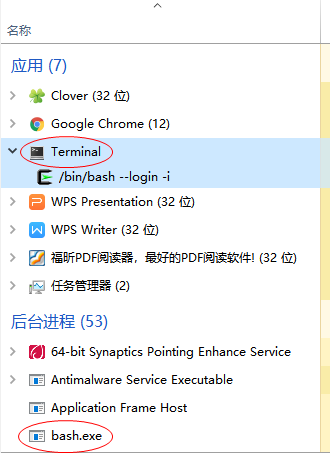 名称
应用 (7)
Clover (32 位)
Google Chrome (12)
Terminal
/bin/bash --login -i
WPS Presentation (32 位)
WPS Writer (32 位)
福昕PDF阅读器，最好的PDF阅读软件! (32 位)
任务管理器 (2)
后台进程 (53)
64-bit Synaptics Pointing Enhance Service
Antimalware Service Executable
Application Frame Host
bash.exe